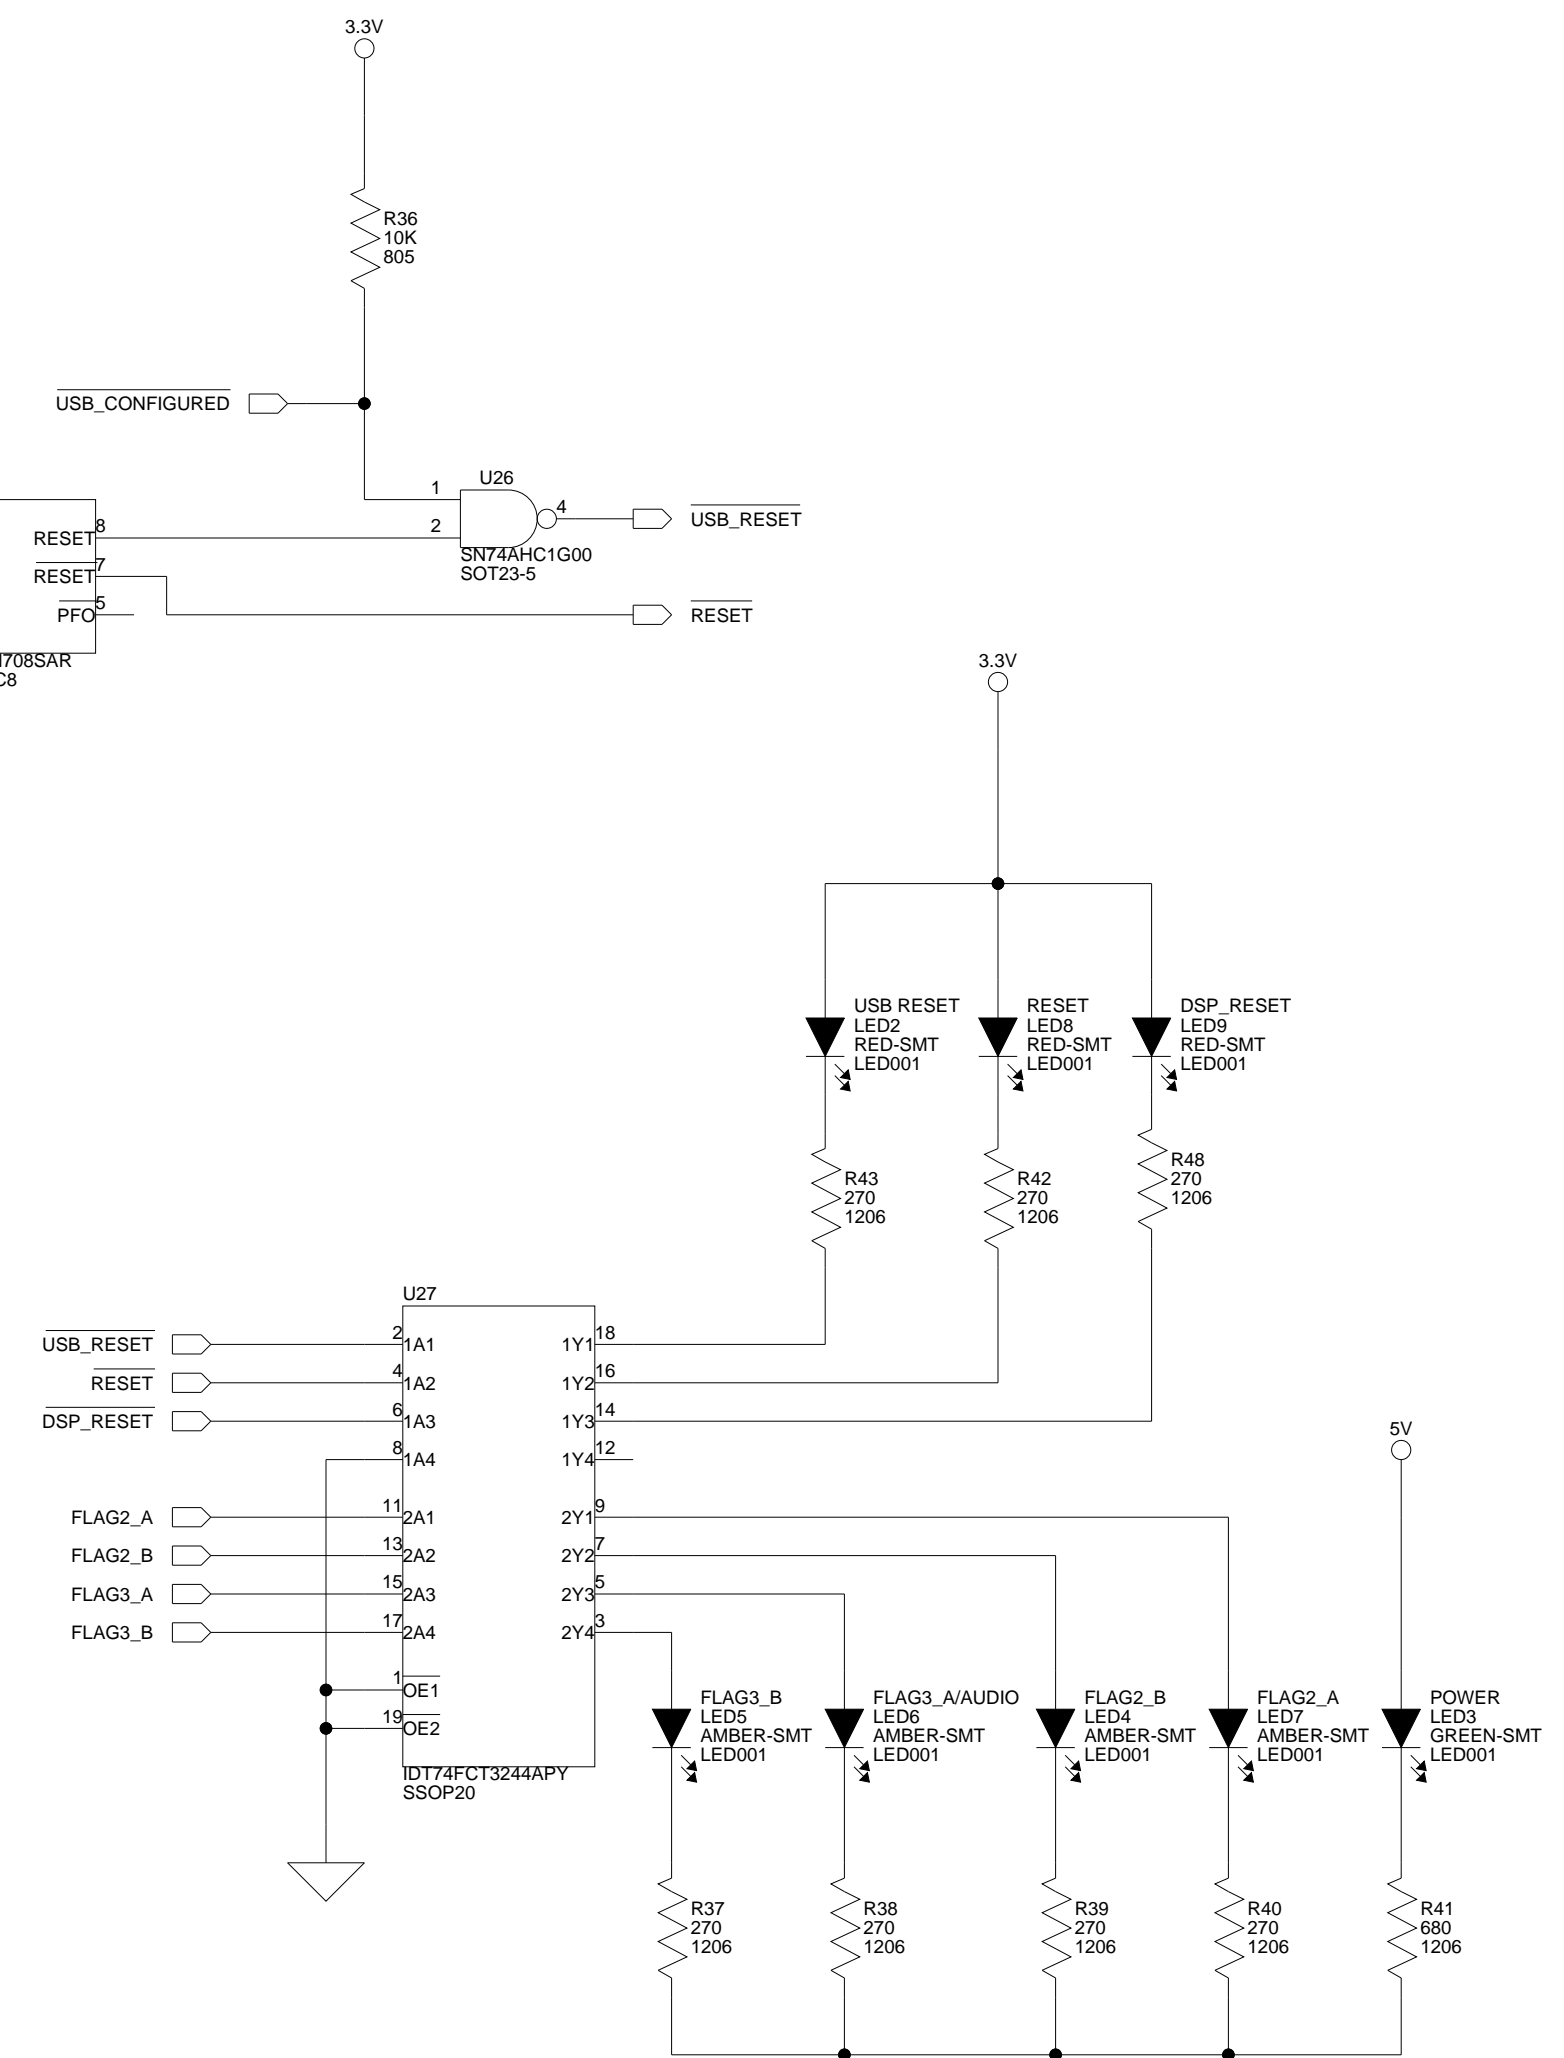 3.3V
R36
10K
805
USB_CONFIGURED
U26
1
4
USB_RESET
2
SN74AHC1G00
SOT23-5
RESET
8
RESET
7
RESET
PFO
5
708SAR
C8
3.3V
USB RESET
LED2
RED-SMT
LED001
RESET
LED8
RED-SMT
LED001
DSP_RESET
LED9
RED-SMT
LED001
R43
270
1206
R42
270
1206
R48
270
1206
U27
USB_RESET
2
1A1
1Y1
18
RESET
4
1A2
1Y2
16
DSP_RESET
6
1A3
1Y3
14
8
1A4
1Y4
12
FLAG2_A
11
2A1
2Y1
9
FLAG2_B
13
2A2
2Y2
7
FLAG3_A
15
2A3
2Y3
5
FLAG3_B
17
2A4
2Y4
3
1
OE1
19
OE2
IDT74FCT3244APY
SSOP20
5V
FLAG3_B
LED5
AMBER-SMT
LED001
FLAG3_A/AUDIO
LED6
AMBER-SMT
LED001
FLAG2_B
LED4
AMBER-SMT
LED001
FLAG2_A
LED7
AMBER-SMT
LED001
POWER
LED3
GREEN-SMT
LED001
R37
270
1206
R38
270
1206
R39
270
1206
R40
270
1206
R41
680
1206